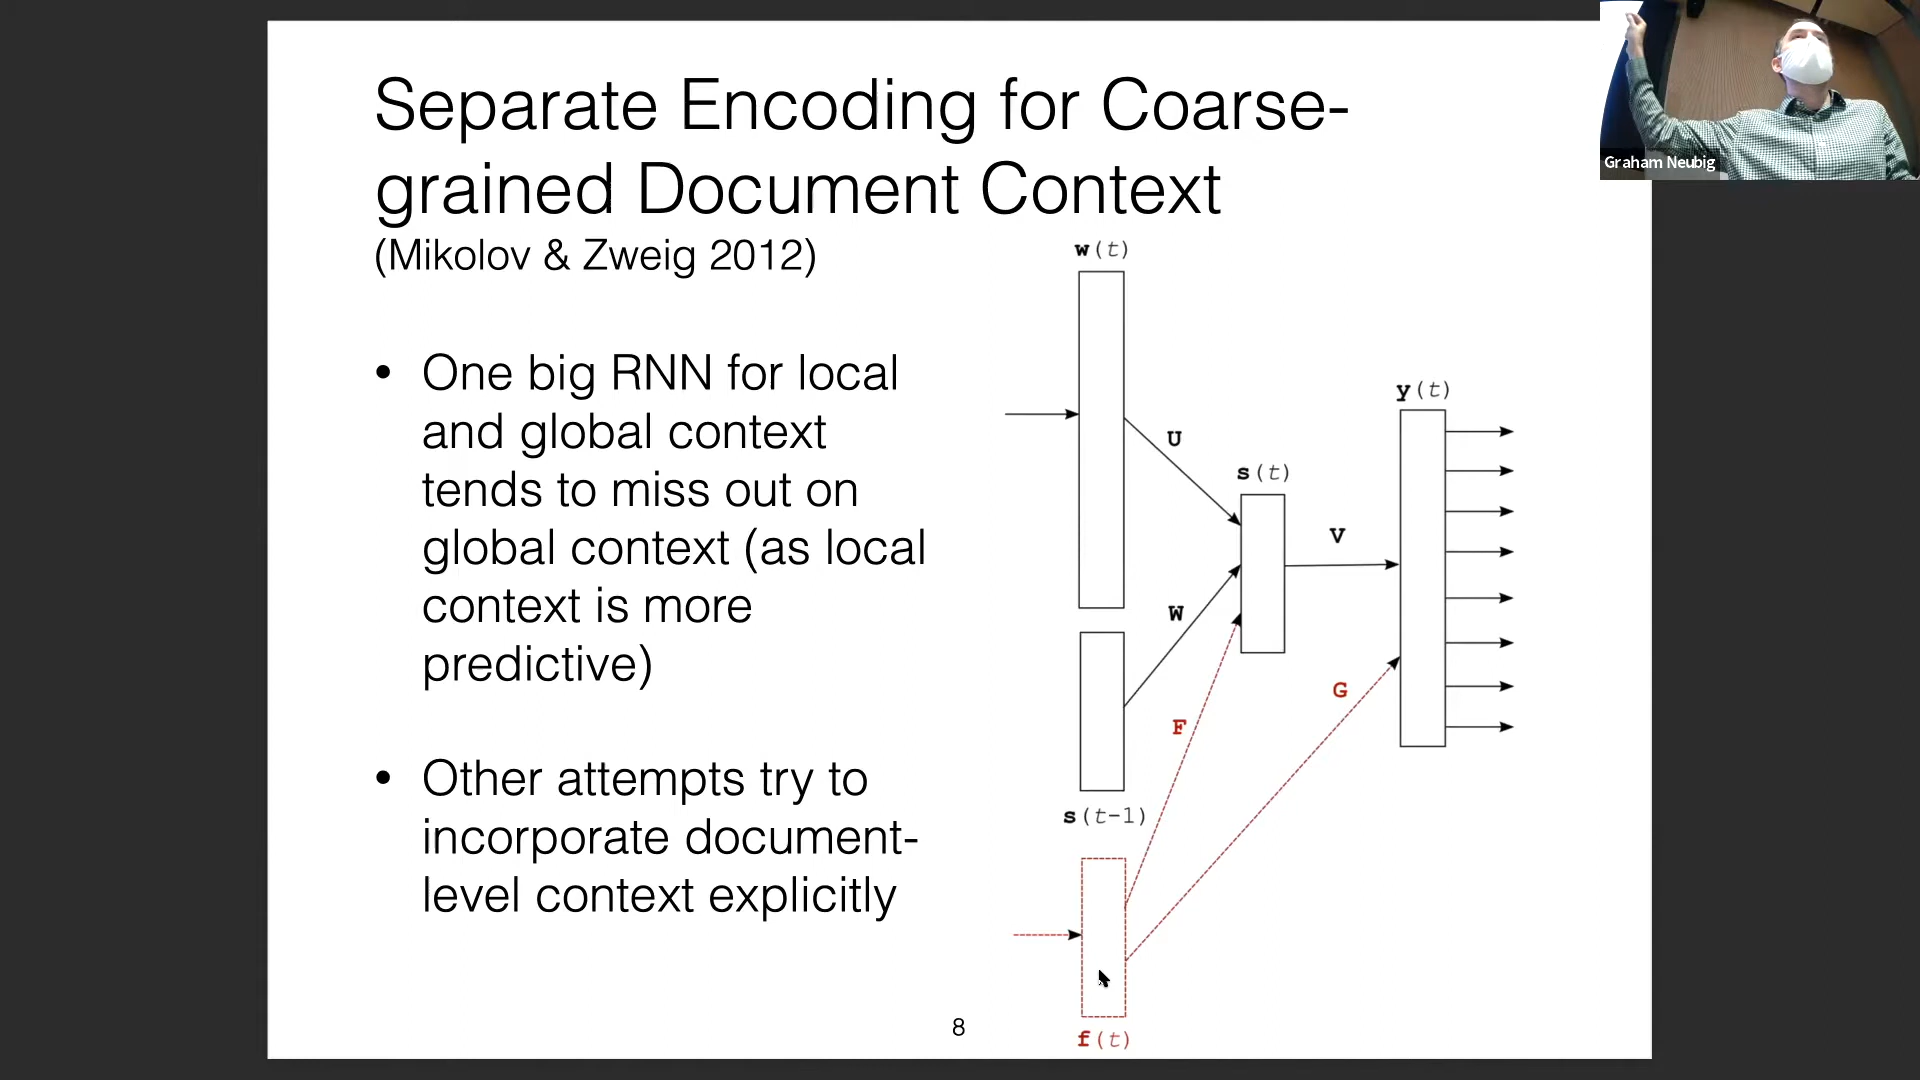 Separate Encoding for Coarse-
grained Document Context
(Mikolov & Zweig 2012)
• One big RNN for local
and global context
tends to miss out on
global context (as local
context is more
predictive)
• Other attempts try to
incorporate document-
level context explicitly
w(t)
y(t)
U
s(t)
V
W
G
F
s(t-1)
f(t)
8
Graham Neubig